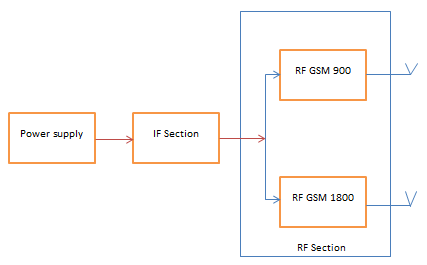 RF GSM 900
Power supply
IF Section
RF GSM 1800
RF Section